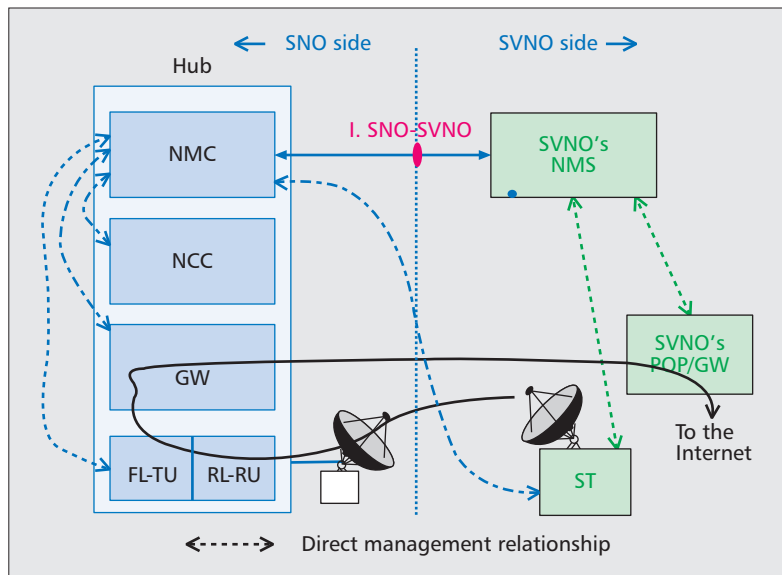 SNO side
SVNO side
Hub
I. SNO-SVNO
NMC
SVNO's
NMS
NCC
GW
SVNO's
POP/GW
To the
Internet
FL-TU
RL-RU
ST
Direct management relationship